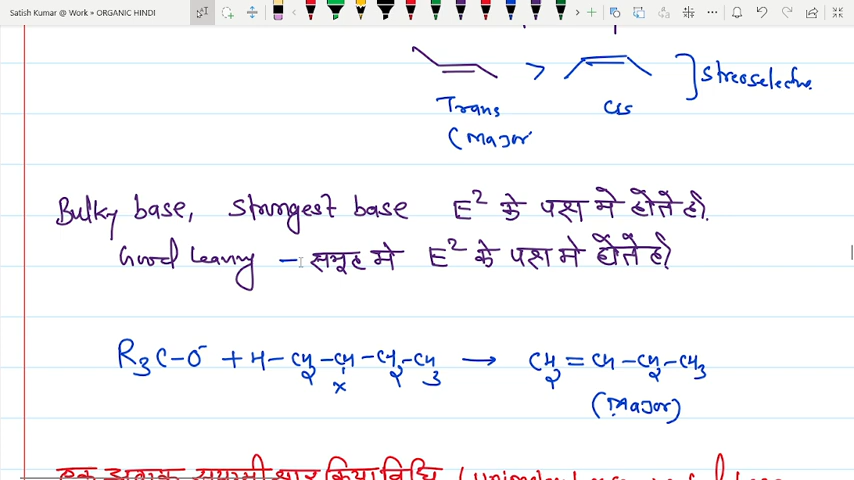 Satish Kumar @ Work » ORGANIC HINDI
Trans > Cis ] streoselective
(Major
Bulky base, strongest base E² के पक्ष मे होते हैं।
Good leaving – समूह मे E² के पक्ष मे होते हैं।
R₃C–O⁻ + H–CH₂–CH–CH₂–CH₃ → CH₂=CH–CH₂–CH₃
x
(Major)